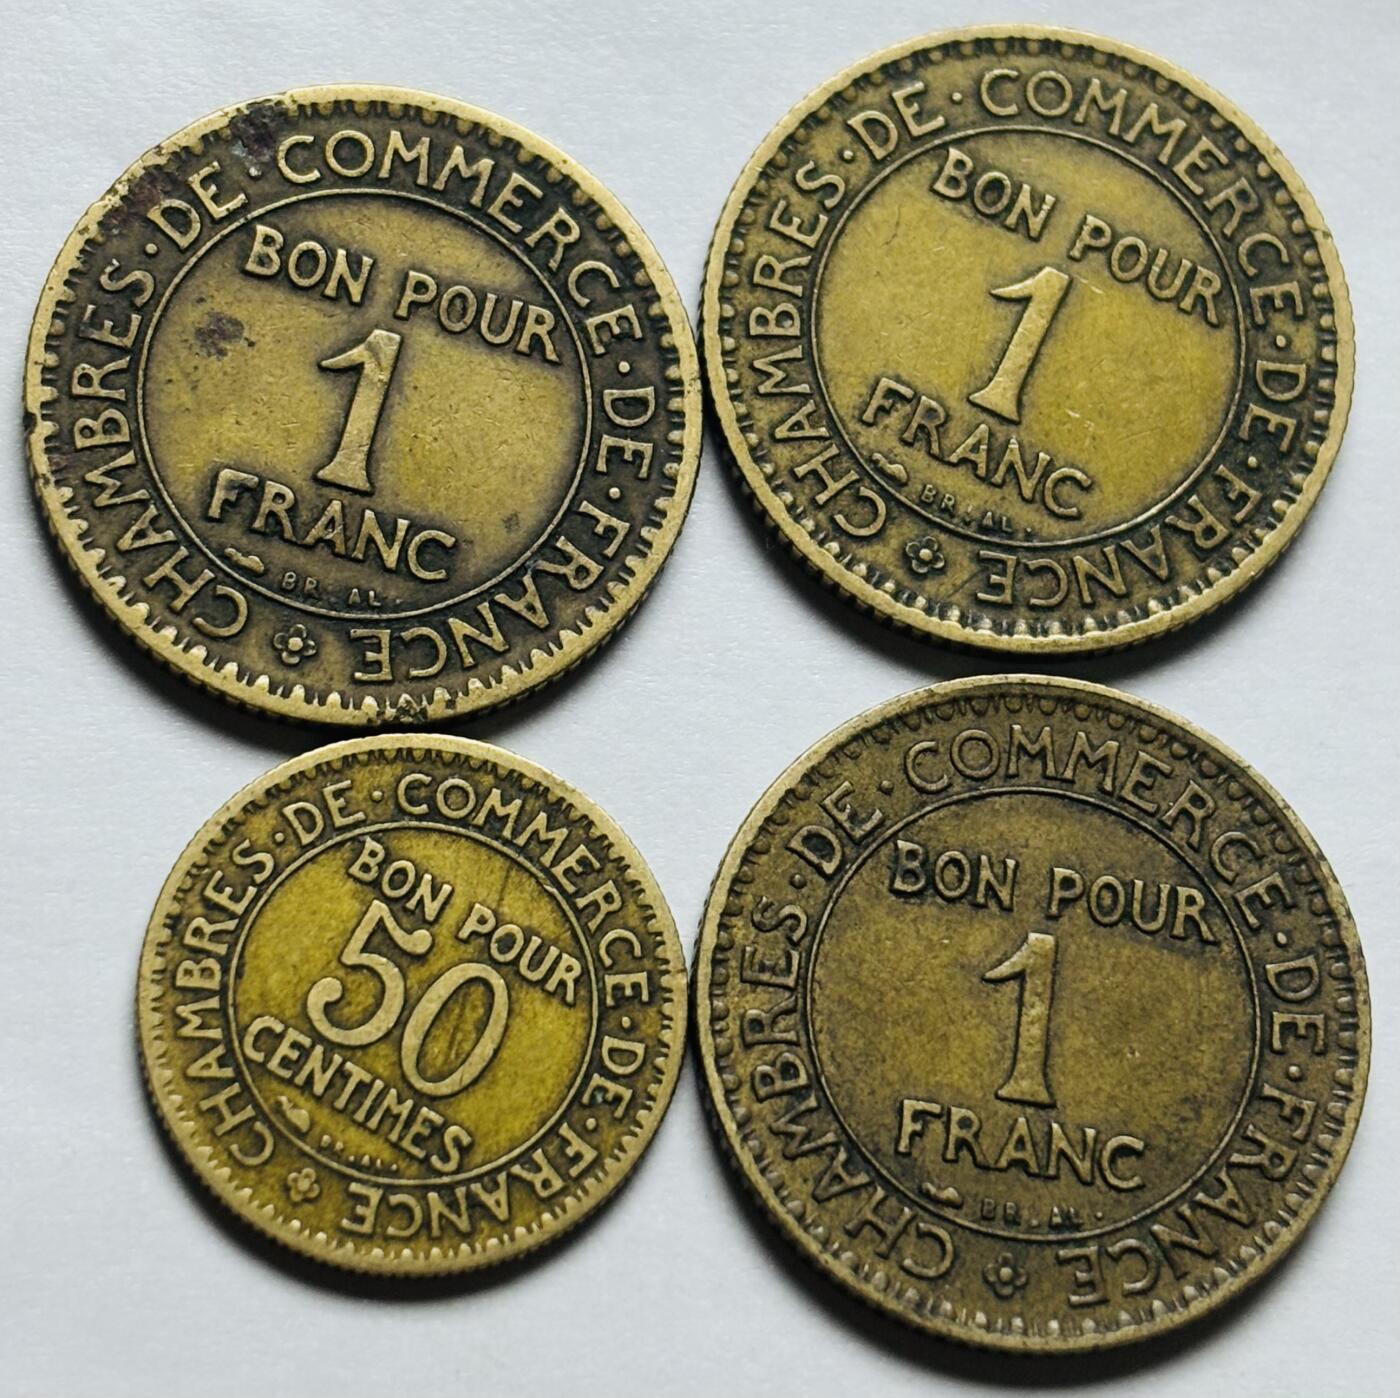 CHAMBRES · DE · COMMERCE · DE · FRANCE
BON POUR
1
FRANC
BR. AL.
CHAMBRES · DE · COMMERCE · DE · FRANCE
BON POUR
1
FRANC
BR. AL.
CHAMBRES · DE · COMMERCE · DE · FRANCE
BON POUR
50
CENTIMES
CHAMBRES · DE · COMMERCE · DE · FRANCE
BON POUR
1
FRANC
BR. AL.